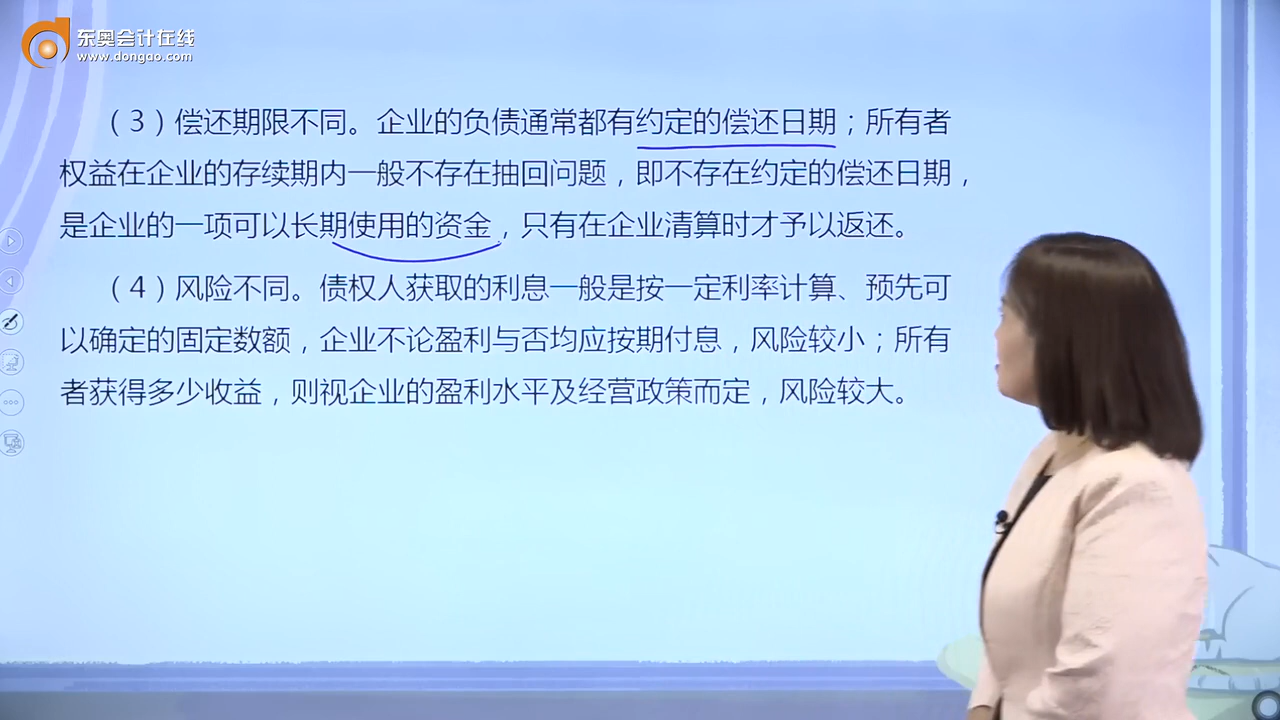 东奥会计在线
www.dongao.com
（3）偿还期限不同。企业的负债通常都有约定的偿还日期；所有者
权益在企业的存续期内一般不存在抽回问题，即不存在约定的偿还日期，
是企业的一项可以长期使用的资金，只有在企业清算时才予以返还。
（4）风险不同。债权人获取的利息一般是按一定利率计算、预先可
以确定的固定数额，企业不论盈利与否均应按期付息，风险较小；所有
者获得多少收益，则视企业的盈利水平及经营政策而定，风险较大。